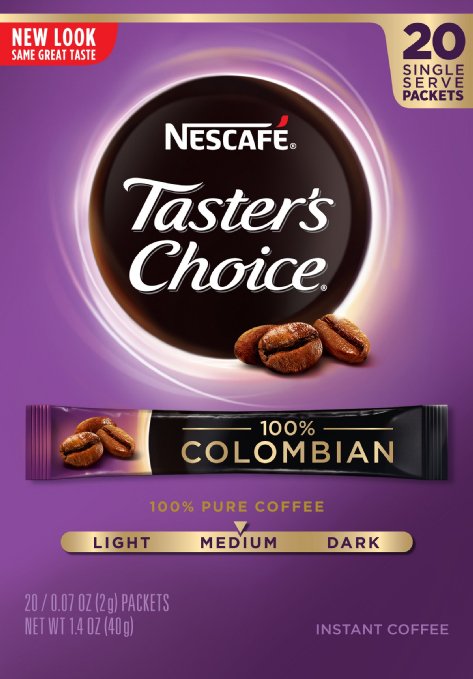 NEW LOOK
SAME GREAT TASTE
20
SINGLE
SERVE
PACKETS
NESCAFÉ®
Taster's
Choice®
100%
COLOMBIAN
100% PURE COFFEE
LIGHT MEDIUM DARK
20 / 0.07 OZ (2g) PACKETS
NET WT 1.4 OZ (40g)
INSTANT COFFEE